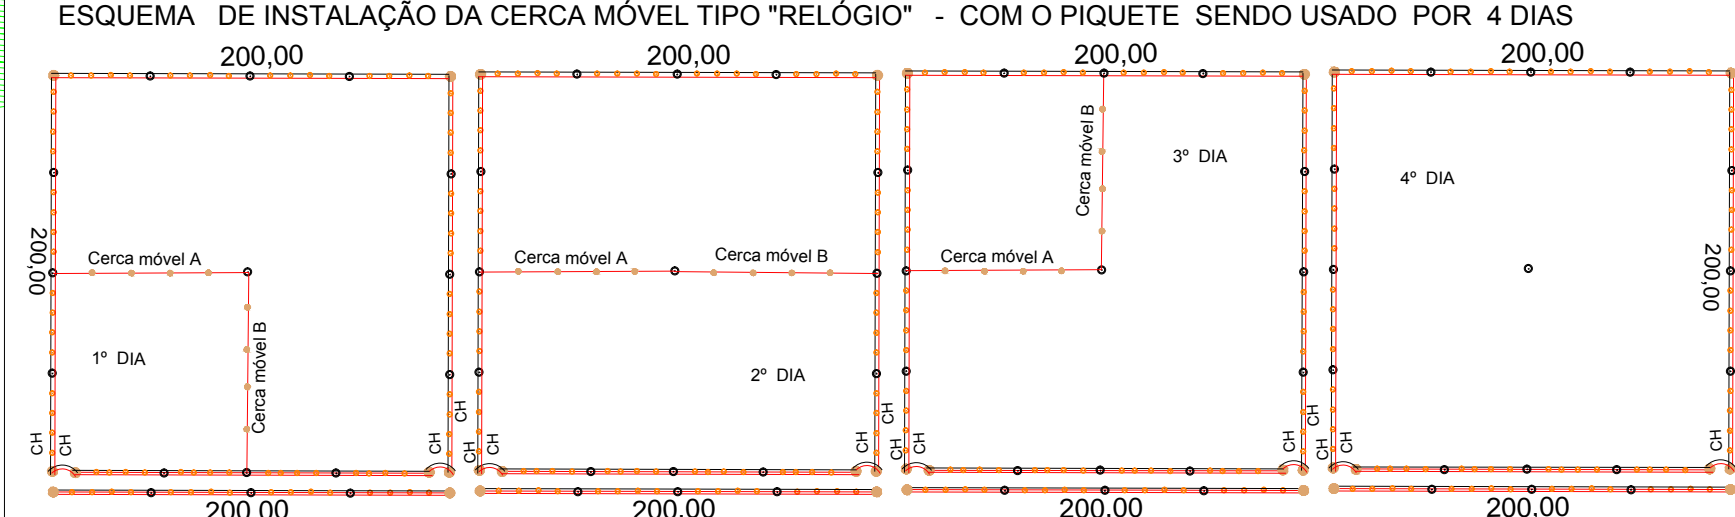 ESQUEMA DE INSTALAÇÃO DA CERCA MÓVEL TIPO "RELÓGIO" - COM O PIQUETE SENDO USADO POR 4 DIAS
200,00
200,00
200,00
200,00
200,00
Cerca móvel A
Cerca móvel B
1º DIA
CH
CH
CH
CH
200,00
Cerca móvel A
Cerca móvel B
2º DIA
CH
CH
CH
CH
200,00
Cerca móvel B
3º DIA
Cerca móvel A
CH
CH
CH
CH
200,00
4º DIA
200,00
CH
CH
CH
200,00